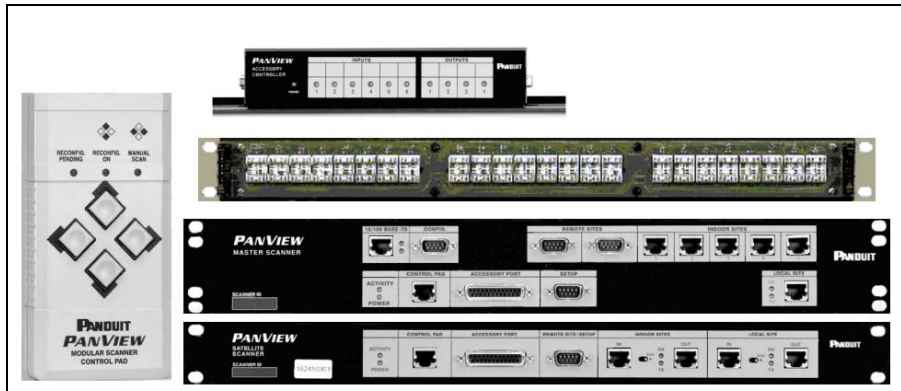 PANVIEW
ACCESSORY
CONTROLLER
POWER
INPUTS
1 2 3 4 5 6
OUTPUTS
1 2 3 4
PANDUIT
RECONFIG.
PENDING
RECONFIG.
ON
MANUAL
SCAN
PANDUIT
PANVIEW
MODULAR SCANNER
CONTROL PAD
PANVIEW
MASTER SCANNER
SCANNER ID
10/100 BASE-TX
CONFIG.
REMOTE SITES
INDOOR SITES
PANDUIT
ACTIVITY
POWER
CONTROL PAD
ACCESSORY PORT
SETUP
LOCAL SITE
PANVIEW
SATELLITE
SCANNER
SCANNER ID
ACTIVITY
POWER
CONTROL PAD
ACCESSORY PORT
REMOTE SITE/SETUP
INDOOR SITES
IN
RX
TX
OUT
LOCAL SITE
IN
RX
TX
OUT
PANDUIT